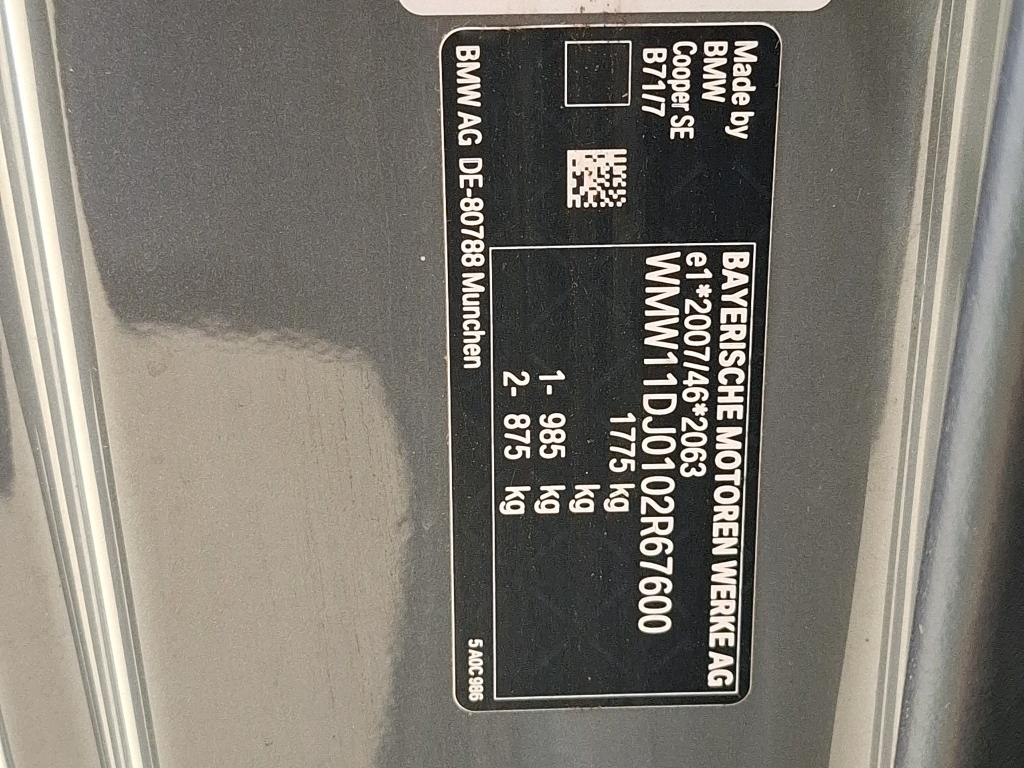 Made by
BMW
Cooper SE
B71/7
BAYERISCHE MOTOREN WERKE AG
e1*2007/46*2063
WMW11DJ0102R67600
1775 kg
kg
1- 985 kg
2- 875 kg
BMW AG DE-80788 Munchen
5 A0C 986